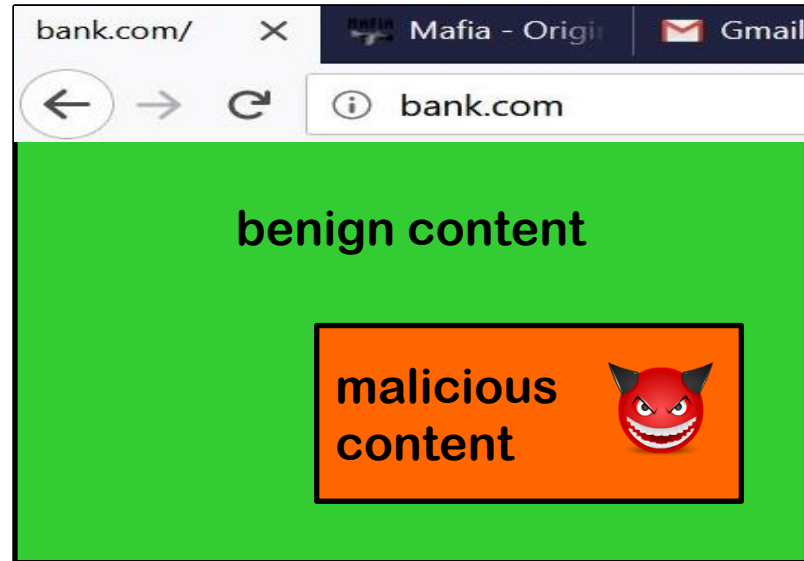 bank.com/ Mafia - Origi Gmail
bank.com
benign content
malicious
content